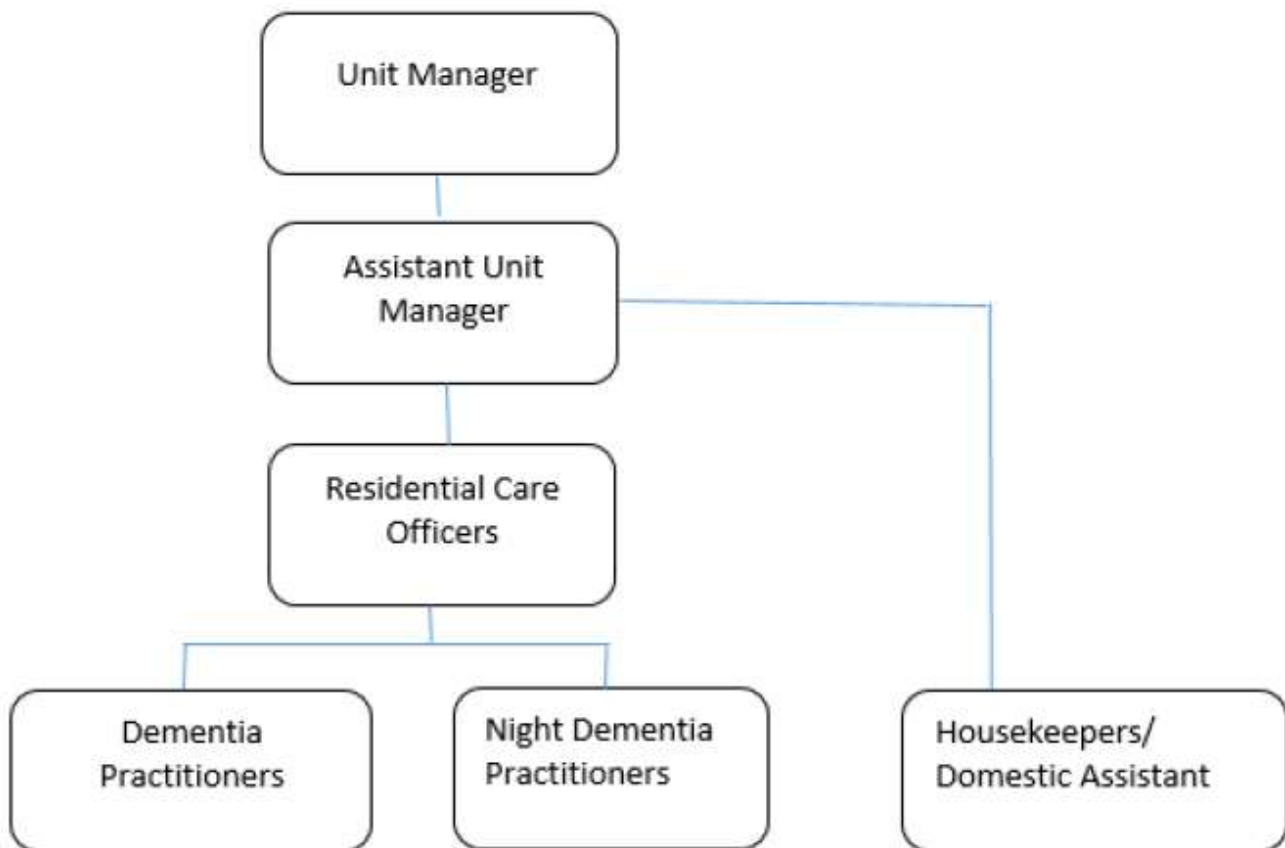 Unit Manager
Assistant Unit
Manager
Residential Care
Officers
Dementia
Practitioners
Night Dementia
Practitioners
Housekeepers/
Domestic Assistant